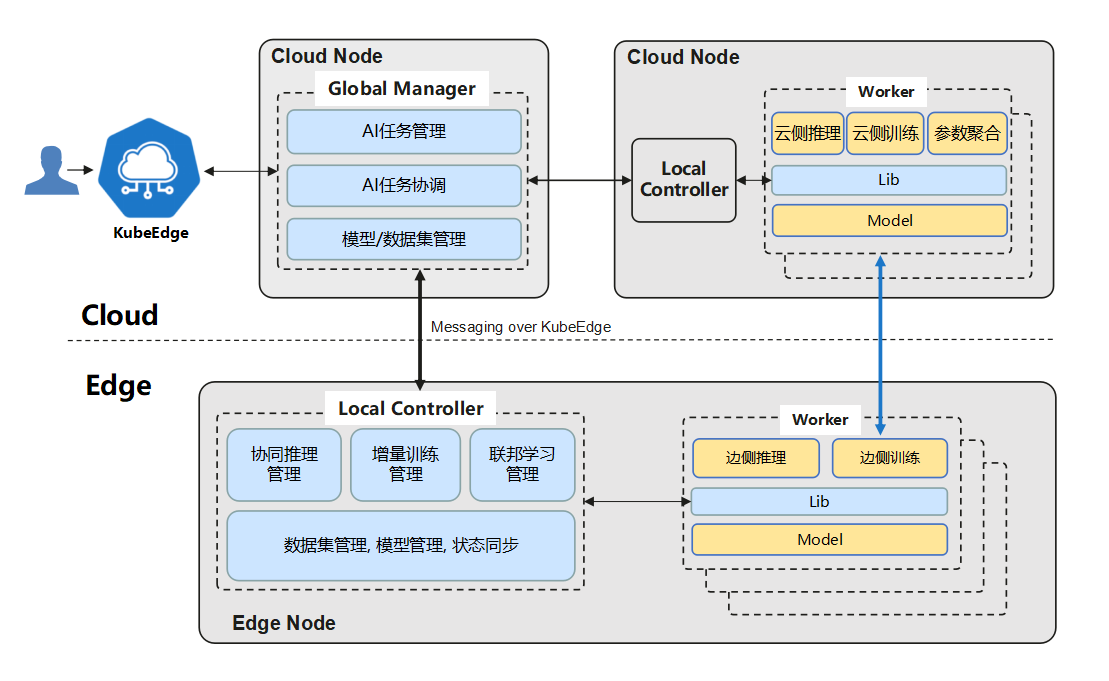 Cloud Node
Global Manager
AI任务管理
AI任务协调
模型/数据集管理
KubeEdge
Cloud Node
Worker
云侧推理
云侧训练
参数聚合
Local
Controller
Lib
Model
Cloud
Messaging over KubeEdge
Edge
Local Controller
协同推理
管理
增量训练
管理
联邦学习
管理
数据集管理, 模型管理, 状态同步
Worker
边侧推理
边侧训练
Lib
Model
Edge Node